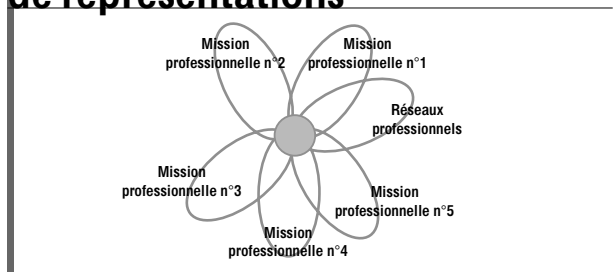 de représentations
Mission
professionnelle n°2
Mission
professionnelle n°1
Réseaux
professionnels
Mission
professionnelle n°3
Mission
professionnelle n°5
Mission
professionnelle n°4